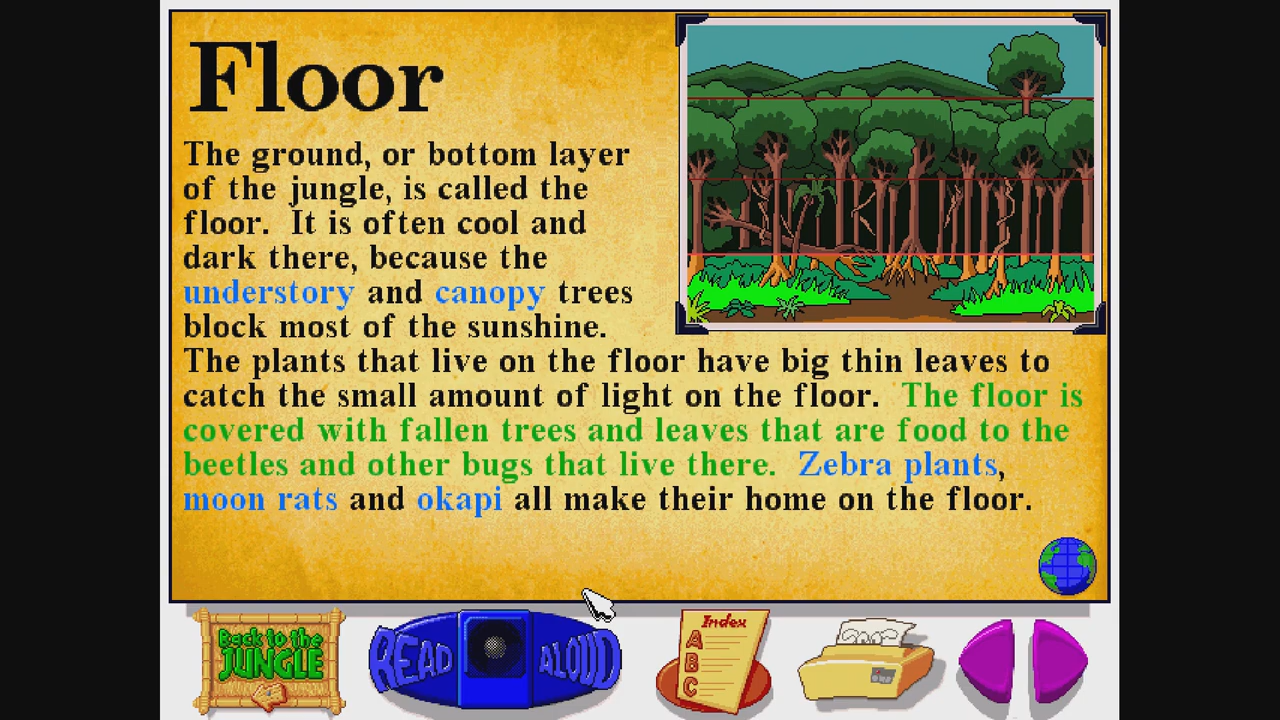 Floor
The ground, or bottom layer
of the jungle, is called the
floor.  It is often cool and
dark there, because the
understory and canopy trees
block most of the sunshine.
The plants that live on the floor have big thin leaves to
catch the small amount of light on the floor.  The floor is
covered with fallen trees and leaves that are food to the
beetles and other bugs that live there.  Zebra plants,
moon rats and okapi all make their home on the floor.
Back to the
JUNGLE
READ ALOUD
Index
A
B
C